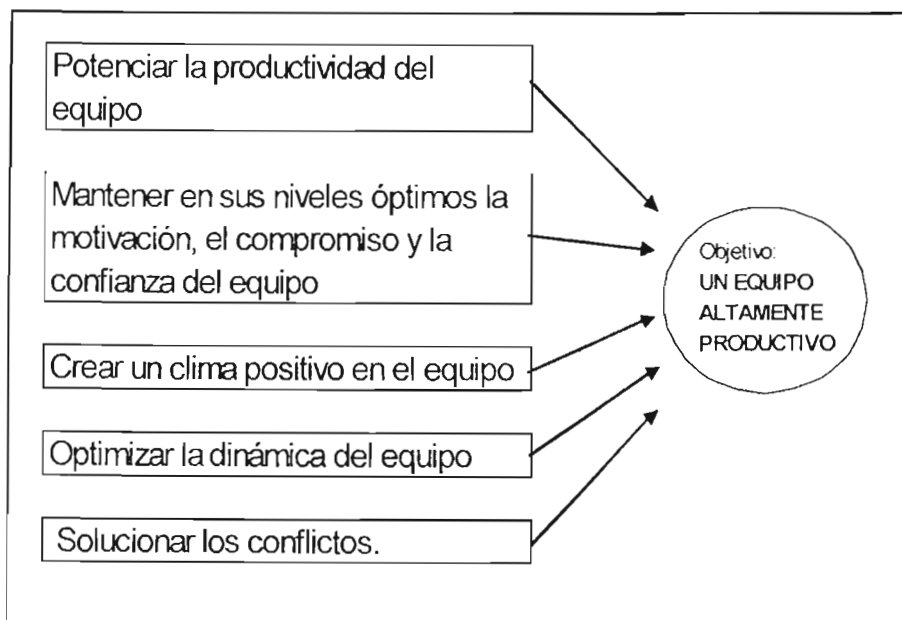 Potenciar la productividad del
equipo
Mantener en sus niveles óptimos la
motivación, el compromiso y la
confianza del equipo
Crear un clima positivo en el equipo
Optimizar la dinámica del equipo
Solucionar los conflictos.
Objetivo:
UN EQUIPO
ALTAMENTE
PRODUCTIVO